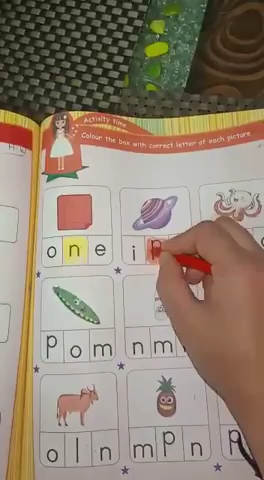 Activity Time
Colour the box with correct letter of each picture
o n e
i p
p o m
n m
o l n
m p n
p